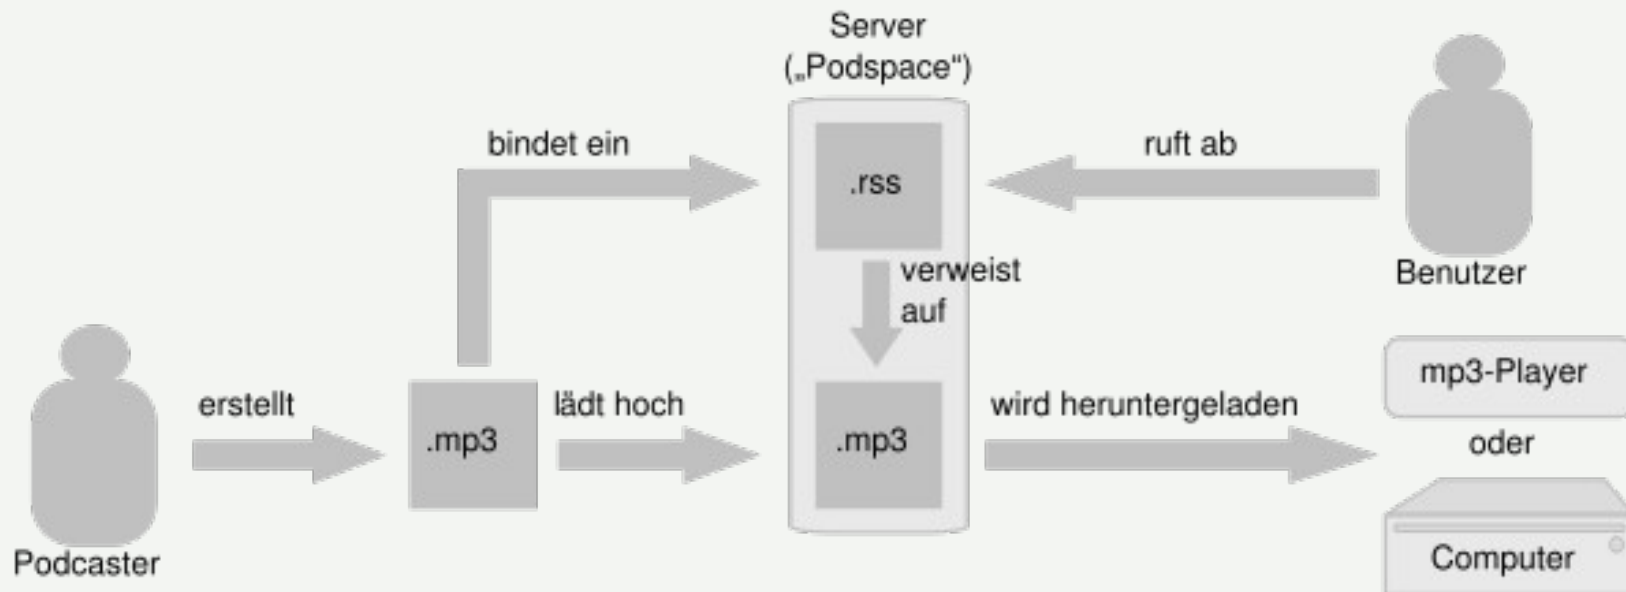 Server
(„Podspace“)
bindet ein
.rss
ruft ab
verweist
auf
Benutzer
Podcaster
erstellt
.mp3
lädt hoch
.mp3
wird heruntergeladen
mp3-Player
oder
Computer